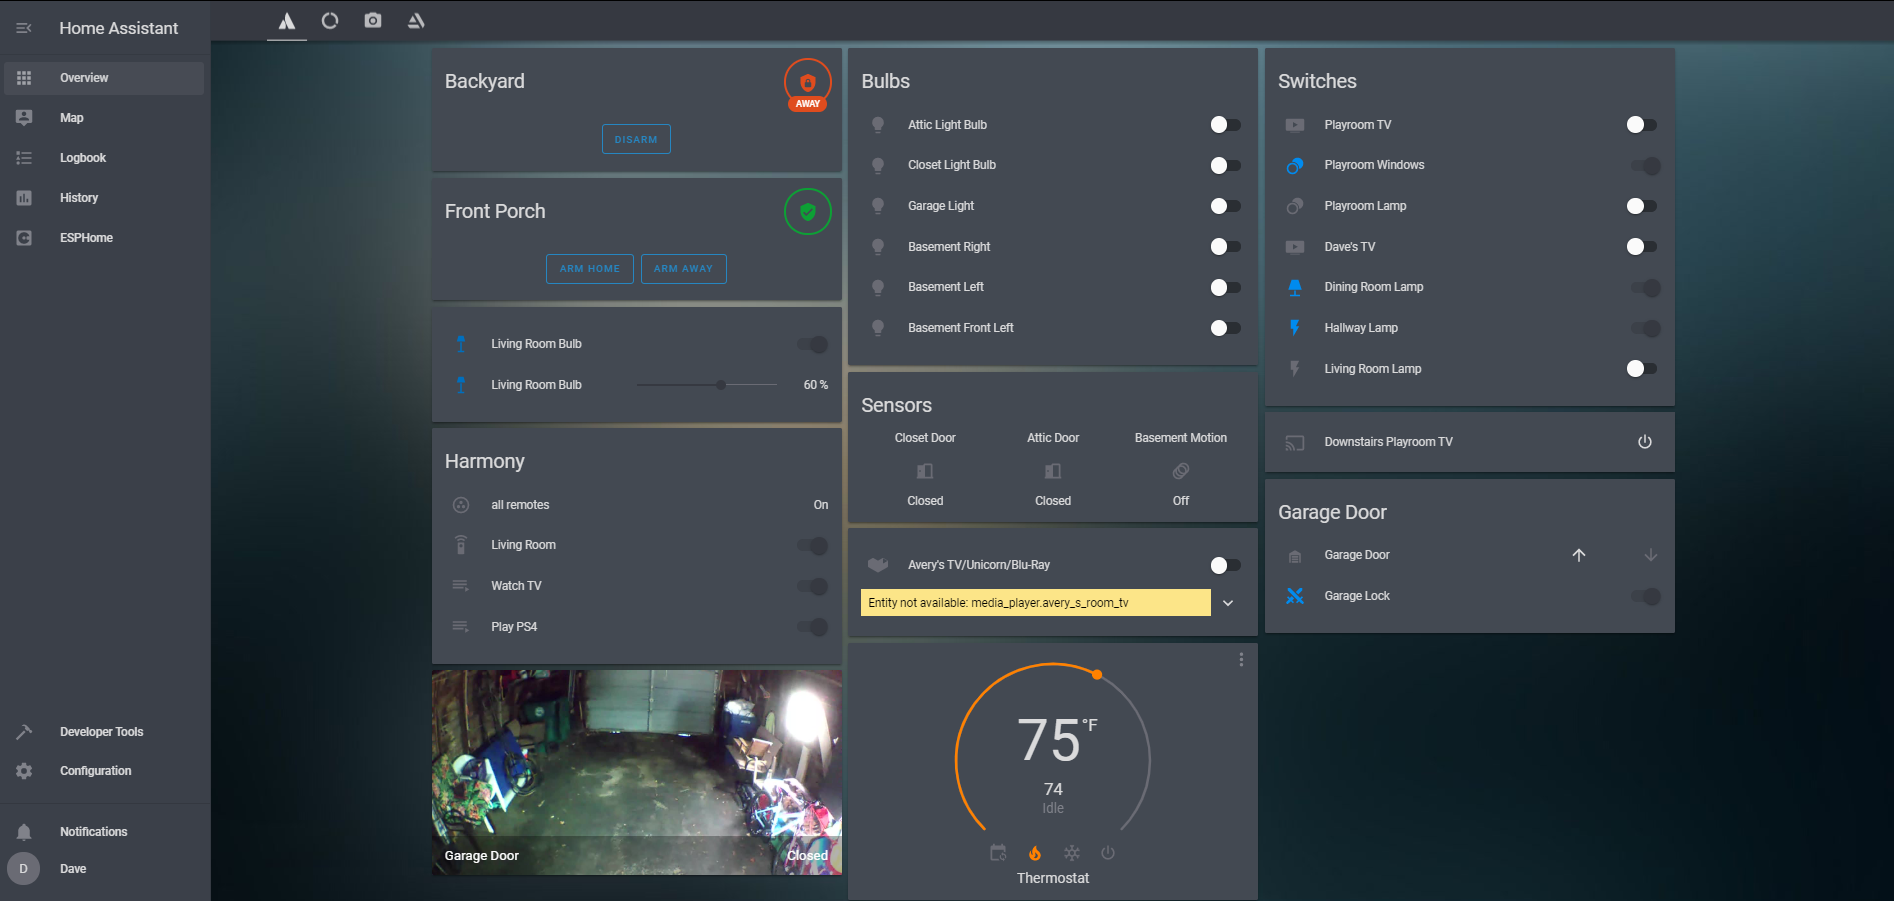 Home Assistant
Overview
Map
Logbook
History
ESPHome
Developer Tools
Configuration
Notifications
D
Dave
Backyard
AWAY
DISARM
Front Porch
ARM HOME
ARM AWAY
Living Room Bulb
Living Room Bulb
60 %
Harmony
all remotes
On
Living Room
Watch TV
Play PS4
Garage Door
Closed
Bulbs
Attic Light Bulb
Closet Light Bulb
Garage Light
Basement Right
Basement Left
Basement Front Left
Sensors
Closet Door
Attic Door
Basement Motion
Closed
Closed
Off
Avery's TV/Unicorn/Blu-Ray
Entity not available: media_player.avery_s_room_tv
75 °F
74
Idle
Thermostat
Switches
Playroom TV
Playroom Windows
Playroom Lamp
Dave's TV
Dining Room Lamp
Hallway Lamp
Living Room Lamp
Downstairs Playroom TV
Garage Door
Garage Door
Garage Lock